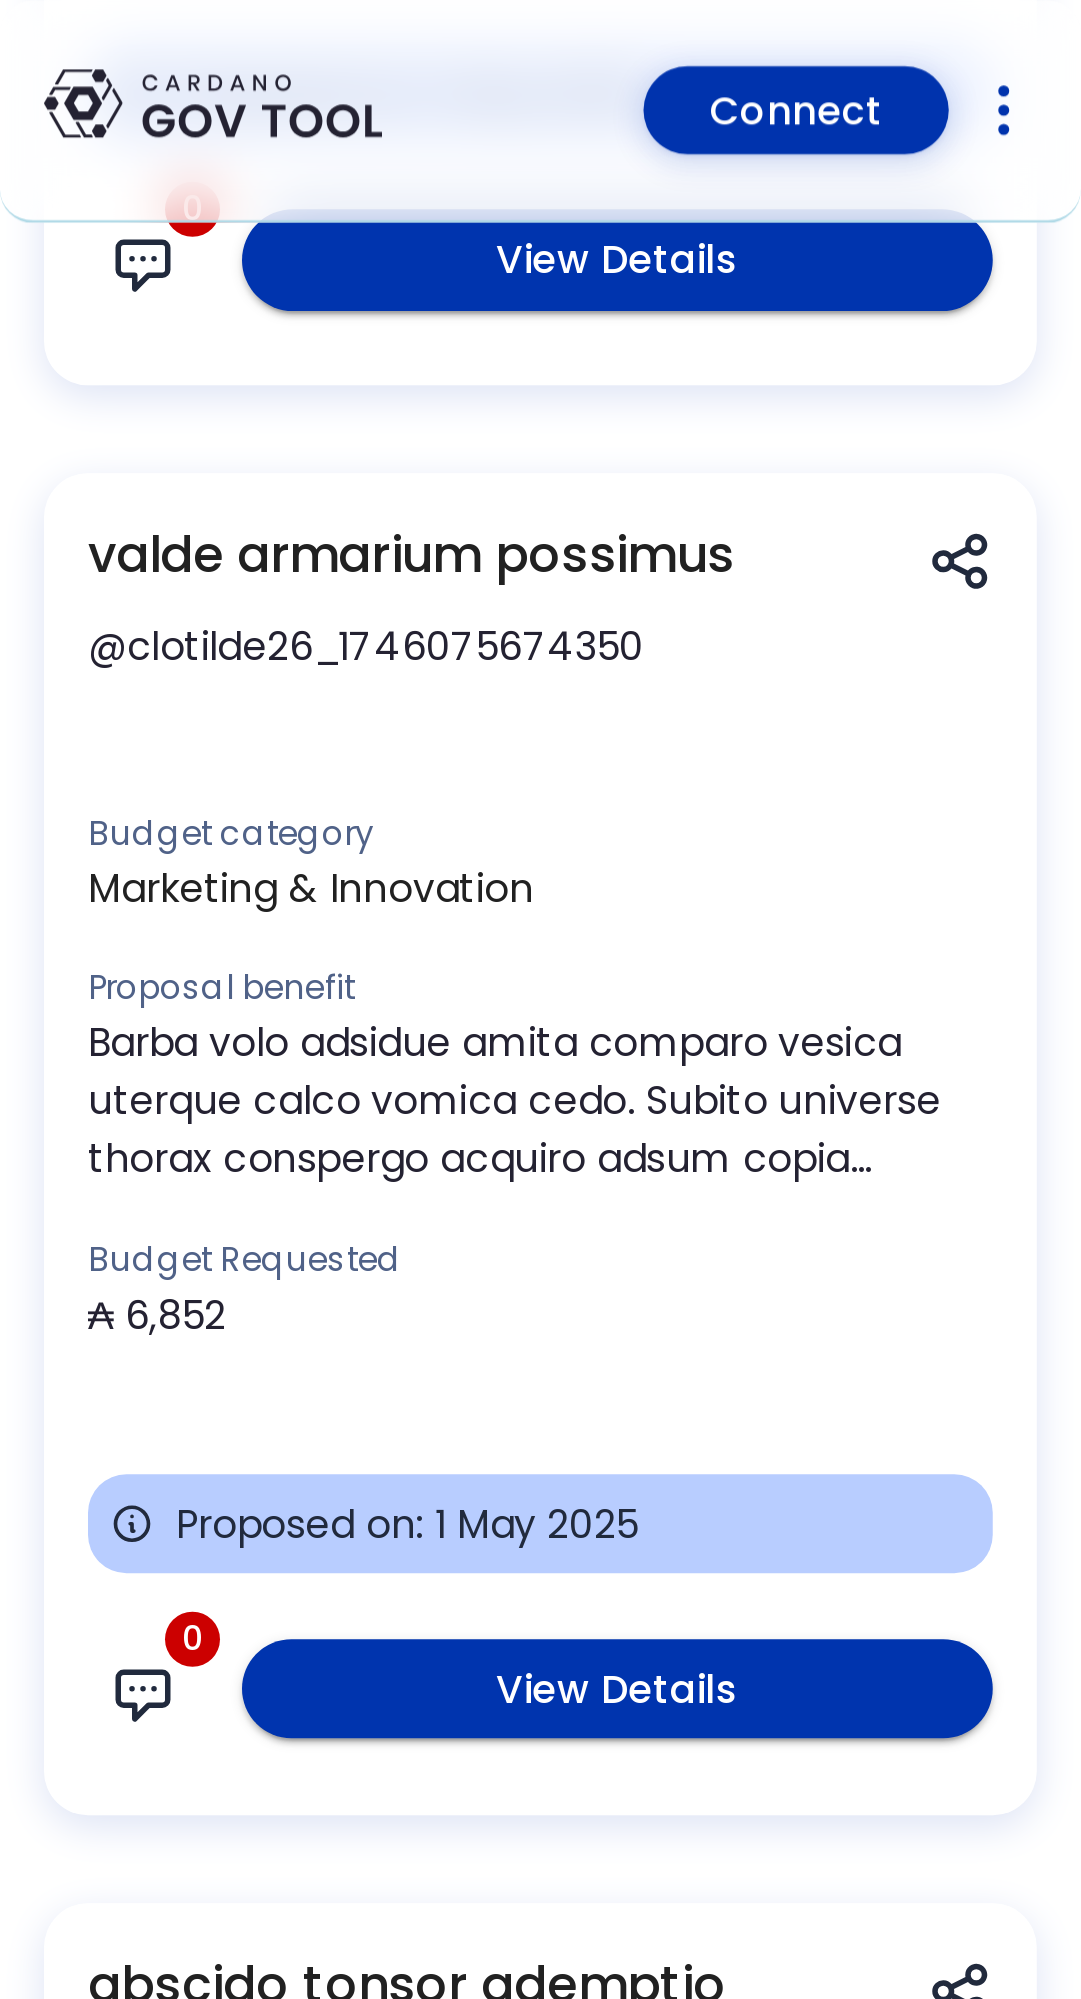 CARDANO
GOV TOOL
Connect
0
View Details
valde armarium possimus
@clotilde26_1746075674350
Budget category
Marketing & Innovation
Proposal benefit
Barba volo adsidue amita comparo vesica
uterque calco vomica cedo. Subito universe
thorax conspergo acquiro adsum copia...
Budget Requested
₳ 6,852
Proposed on: 1 May 2025
0
View Details
abscido tonsor ademptio